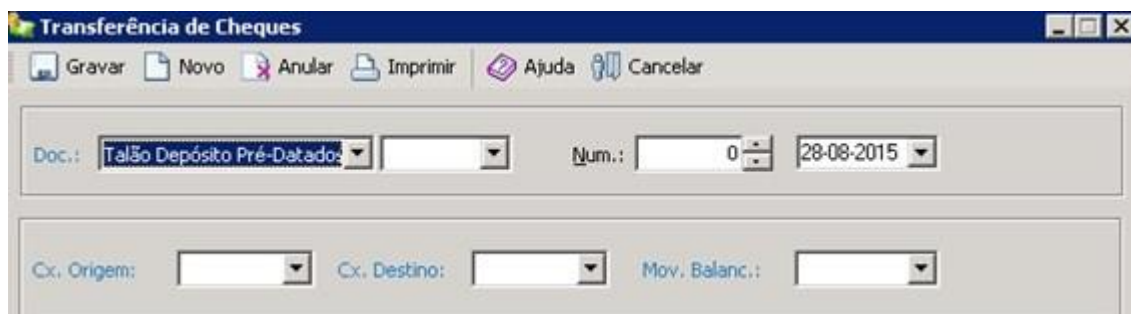 Transferência de Cheques
Gravar Novo Anular Imprimir Ajuda Cancelar
Doc.: Talão Depósito Pré-Datados Num.: 0 28-08-2015
Cx. Origem: Cx. Destino: Mov. Balanc.: